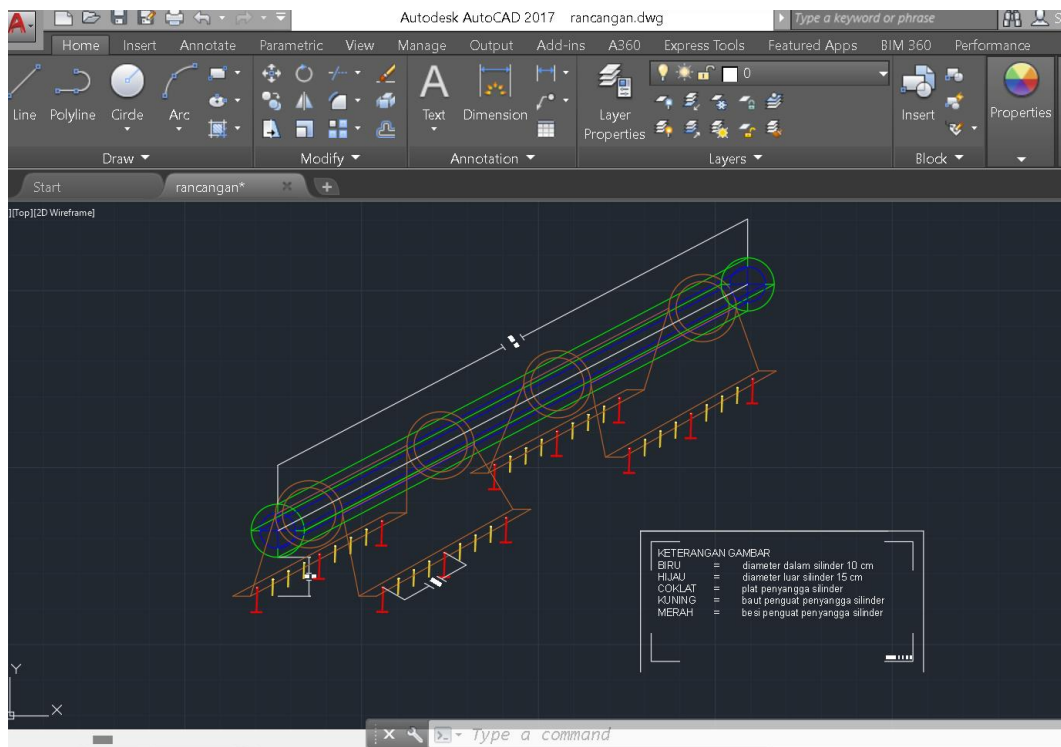 Autodesk AutoCAD 2017 rancangan.dwg Type a keyword or phrase
Home Insert Annotate Parametric View Manage Output Add-ins A360 Express Tools Featured Apps BIM 360 Performance
0
Line Polyline Circle Arc Text Dimension Layer Properties Insert Properties
Draw Modify Annotation Layers Block
Start rancangan*
][Top][2D Wireframe]
KETERANGAN GAMBAR
BIRU = diameter dalam silinder 10 cm
HIJAU = diameter luar silinder 15 cm
COKLAT = plat penyangga silinder
KUNING = baut penguat penyangga silinder
MERAH = besi penguat penyangga silinder
Y
X
Type a command